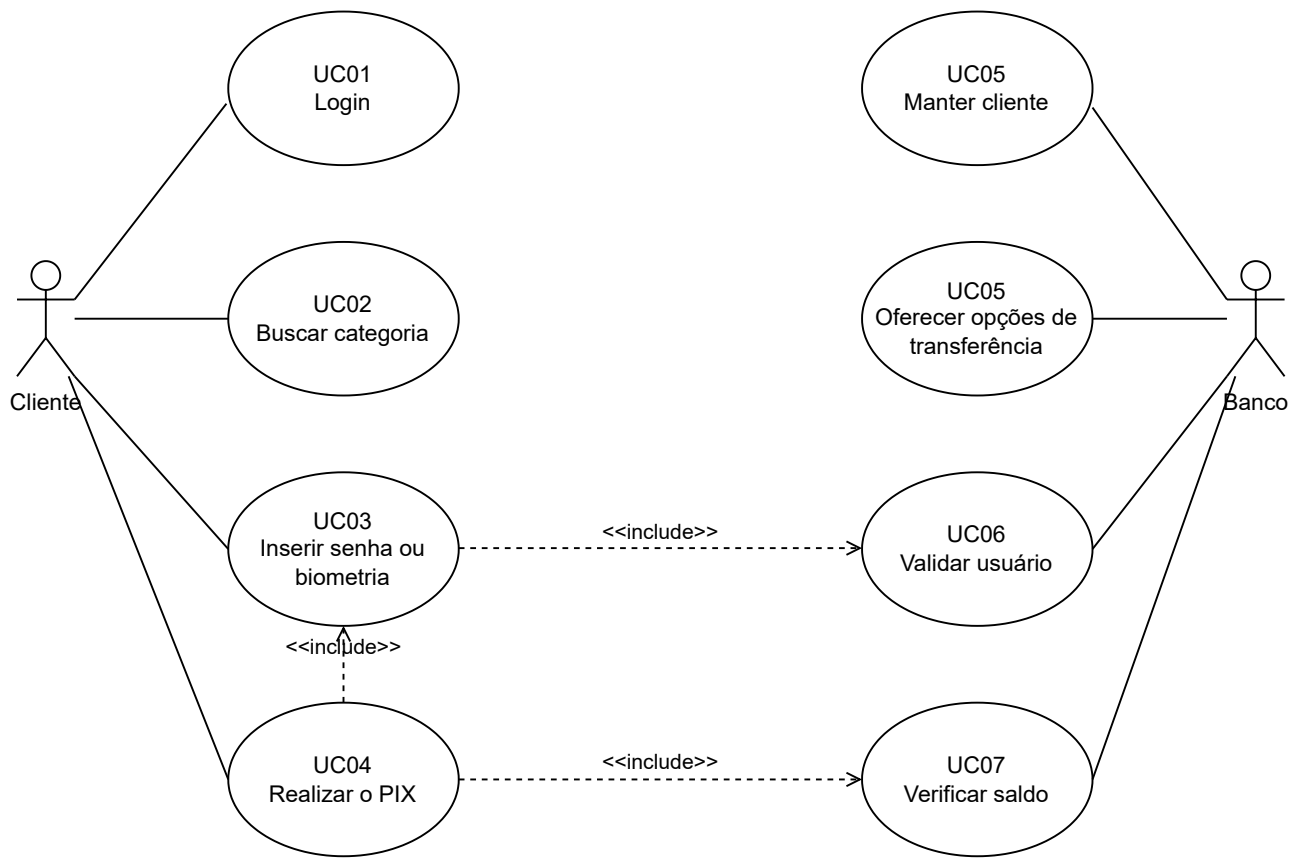 UC01
Login
UC05
Manter cliente
UC02
Buscar categoria
UC05
Oferecer opções de
transferência
Cliente
Banco
UC03
Inserir senha ou
biometria
<<include>>
UC06
Validar usuário
<<include>>
UC04
Realizar o PIX
<<include>>
UC07
Verificar saldo